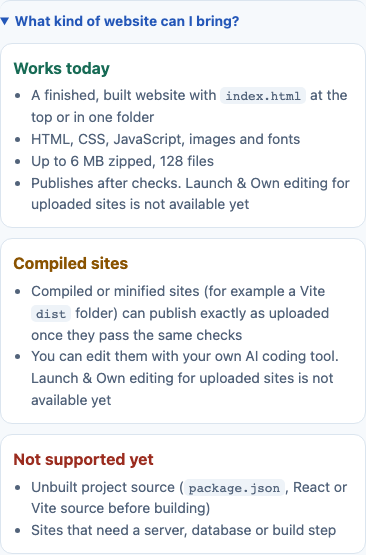 What kind of website can I bring?
Works today
A finished, built website with index.html at the
top or in one folder
HTML, CSS, JavaScript, images and fonts
Up to 6 MB zipped, 128 files
Publishes after checks. Launch & Own editing for
uploaded sites is not available yet
Compiled sites
Compiled or minified sites (for example a Vite
dist folder) can publish exactly as uploaded
once they pass the same checks
You can edit them with your own AI coding tool.
Launch & Own editing for uploaded sites is not
available yet
Not supported yet
Unbuilt project source (package.json, React or
Vite source before building)
Sites that need a server, database or build step